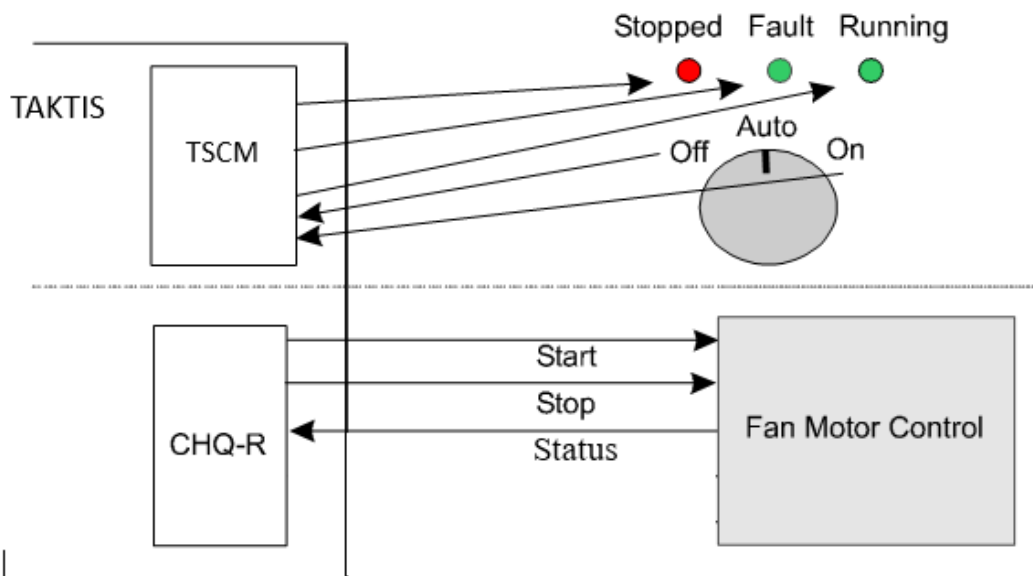 Stopped Fault Running
TAKTIS
TSCM
Auto
Off
On
Start
Stop
Status
CHQ-R
Fan Motor Control